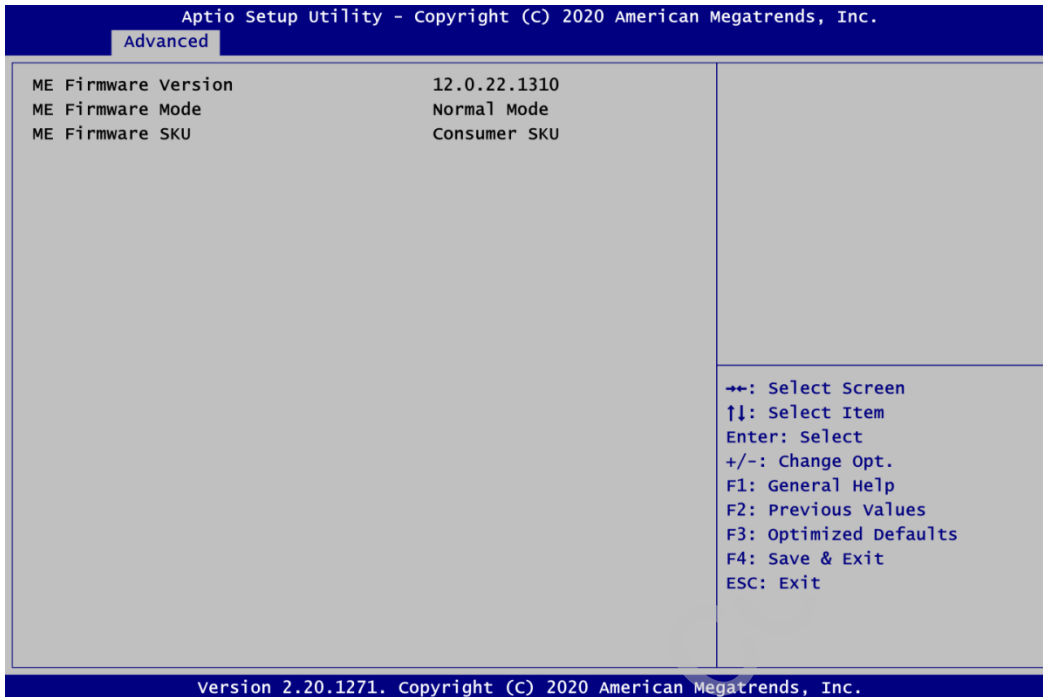 Aptio Setup Utility – Copyright (C) 2020 American Megatrends, Inc.
Advanced
ME Firmware Version 12.0.22.1310
ME Firmware Mode Normal Mode
ME Firmware SKU Consumer SKU
→←: Select Screen
↑↓: Select Item
Enter: Select
+/-: Change Opt.
F1: General Help
F2: Previous Values
F3: Optimized Defaults
F4: Save & Exit
ESC: Exit
Version 2.20.1271. Copyright (C) 2020 American Megatrends, Inc.